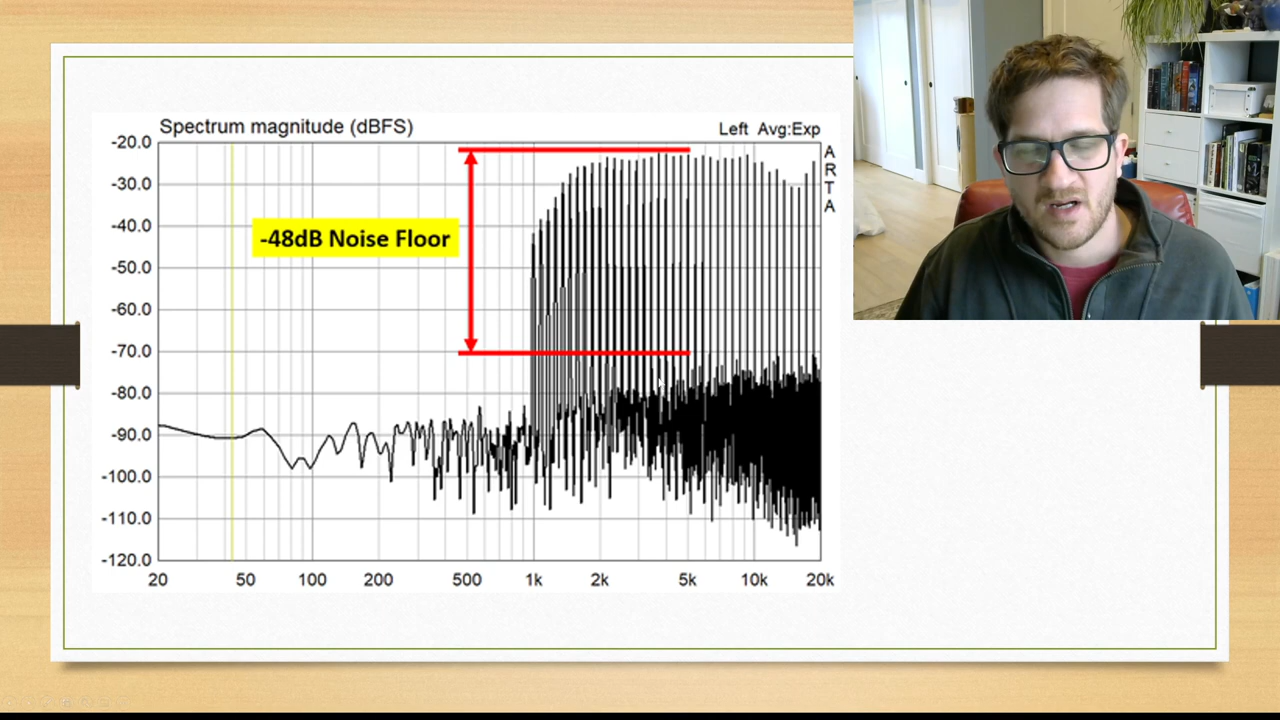 Spectrum magnitude (dBFS)
Left Avg:Exp
A
R
T
A
-20.0
-30.0
-40.0
-50.0
-60.0
-70.0
-80.0
-90.0
-100.0
-110.0
-120.0
-48dB Noise Floor
20 50 100 200 500 1k 2k 5k 10k 20k